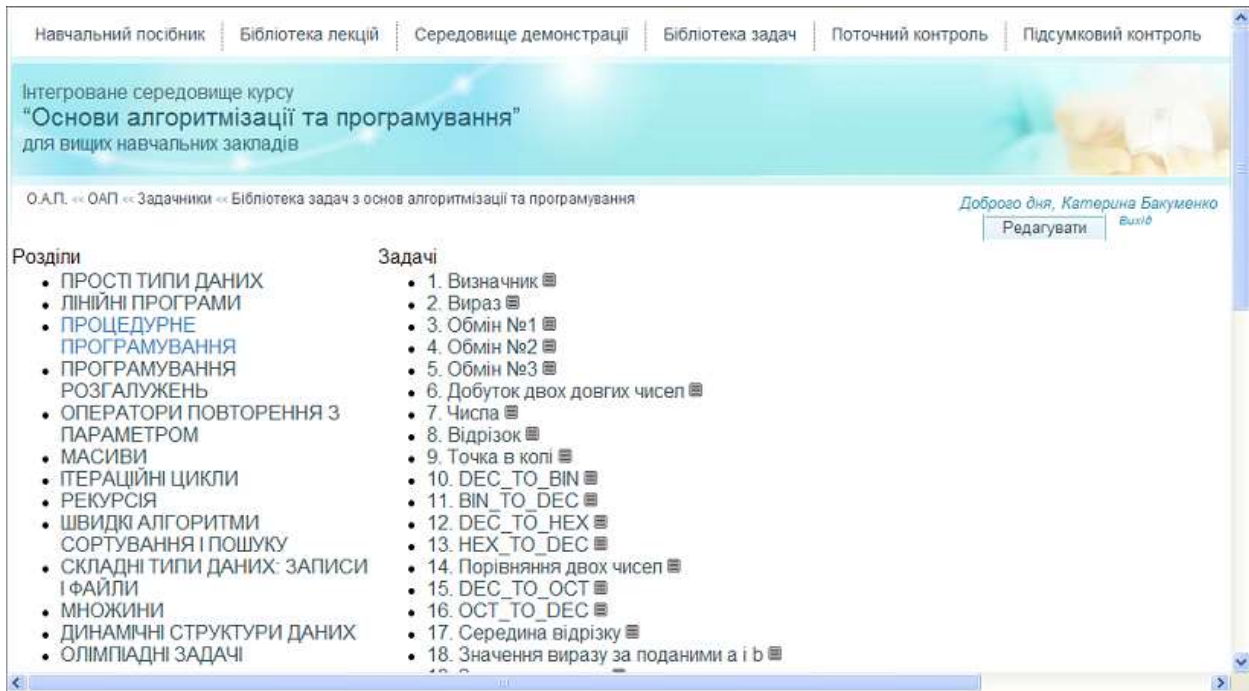 Навчальний посібник
Бібліотека лекцій
Середовище демонстрації
Бібліотека задач
Поточний контроль
Підсумковий контроль
Інтегроване середовище курсу
“Основи алгоритмізації та програмування”
для вищих навчальних закладів
О.А.П. << ОАП << Задачники << Бібліотека задач з основ алгоритмізації та програмування
Доброго дня, Катерина Бакуменко
Вихід
Редагувати
Розділи
• ПРОСТІ ТИПИ ДАНИХ
• ЛІНІЙНІ ПРОГРАМИ
• ПРОЦЕДУРНЕ
ПРОГРАМУВАННЯ
• ПРОГРАМУВАННЯ
РОЗГАЛУЖЕНЬ
• ОПЕРАТОРИ ПОВТОРЕННЯ З
ПАРАМЕТРОМ
• МАСИВИ
• ІТЕРАЦІЙНІ ЦИКЛИ
• РЕКУРСІЯ
• ШВИДКІ АЛГОРИТМИ
СОРТУВАННЯ І ПОШУКУ
• СКЛАДНІ ТИПИ ДАНИХ: ЗАПИСИ
І ФАЙЛИ
• МНОЖИНИ
• ДИНАМІЧНІ СТРУКТУРИ ДАНИХ
• ОЛІМПІАДНІ ЗАДАЧІ
Задачі
• 1. Визначник
• 2. Вираз
• 3. Обмін №1
• 4. Обмін №2
• 5. Обмін №3
• 6. Добуток двох довгих чисел
• 7. Числа
• 8. Відрізок
• 9. Точка в колі
• 10. DEC_TO_BIN
• 11. BIN_TO_DEC
• 12. DEC_TO_HEX
• 13. HEX_TO_DEC
• 14. Порівняння двох чисел
• 15. DEC_TO_OCT
• 16. OCT_TO_DEC
• 17. Середина відрізку
• 18. Значення виразу за поданими a і b